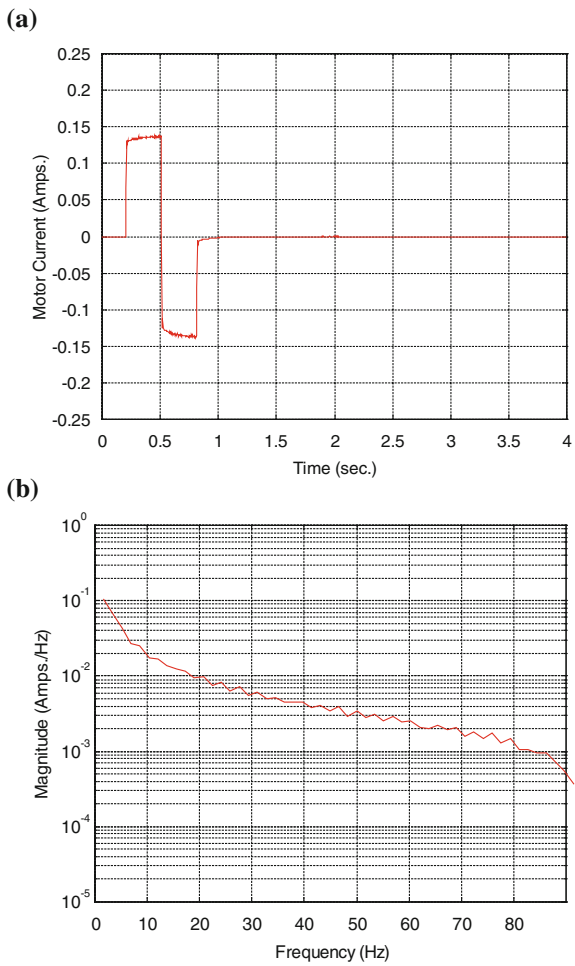 (a)
0.25
0.2
0.15
0.1
0.05
0
-0.05
-0.1
-0.15
-0.2
-0.25
Motor Current (Amps.)
0 0.5 1 1.5 2 2.5 3 3.5 4
Time (sec.)
(b)
10^0
10^-1
10^-2
10^-3
10^-4
10^-5
Magnitude (Amps./Hz)
0 10 20 30 40 50 60 70 80
Frequency (Hz)